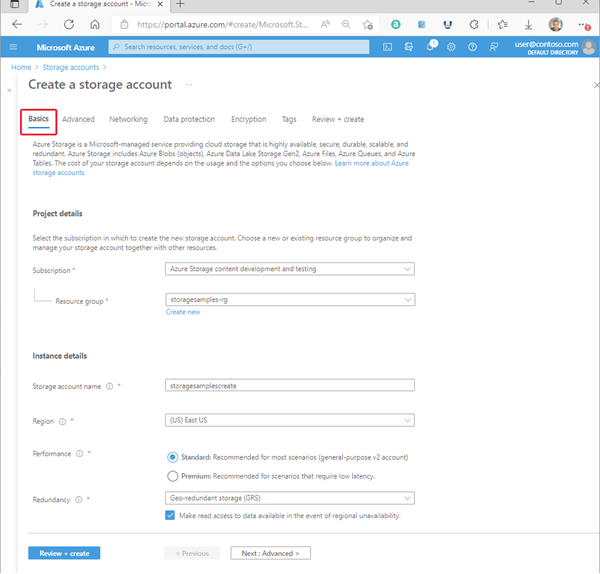 Create a storage account - Micros
https://portal.azure.com/#create/Microsoft.St...
Microsoft Azure
Search resources, services, and docs (G+/)
1
user@contoso.com
DEFAULT DIRECTORY
Home > Storage accounts >
Create a storage account ...
Basics Advanced Networking Data protection Encryption Tags Review + create
Azure Storage is a Microsoft-managed service providing cloud storage that is highly available, secure, durable, scalable, and
redundant. Azure Storage includes Azure Blobs (objects), Azure Data Lake Storage Gen2, Azure Files, Azure Queues, and Azure
Tables. The cost of your storage account depends on the usage and the options you choose below. Learn more about Azure
storage accounts
Project details
Select the subscription in which to create the new storage account. Choose a new or existing resource group to organize and
manage your storage account together with other resources.
Subscription *
Azure Storage content development and testing
Resource group *
storagesamples-rg
Create new
Instance details
Storage account name *
storagesamplescreate
Region *
(US) East US
Performance *
Standard: Recommended for most scenarios (general-purpose v2 account)
Premium: Recommended for scenarios that require low latency.
Redundancy *
Geo-redundant storage (GRS)
Make read access to data available in the event of regional unavailability.
Review + create
< Previous
Next : Advanced >